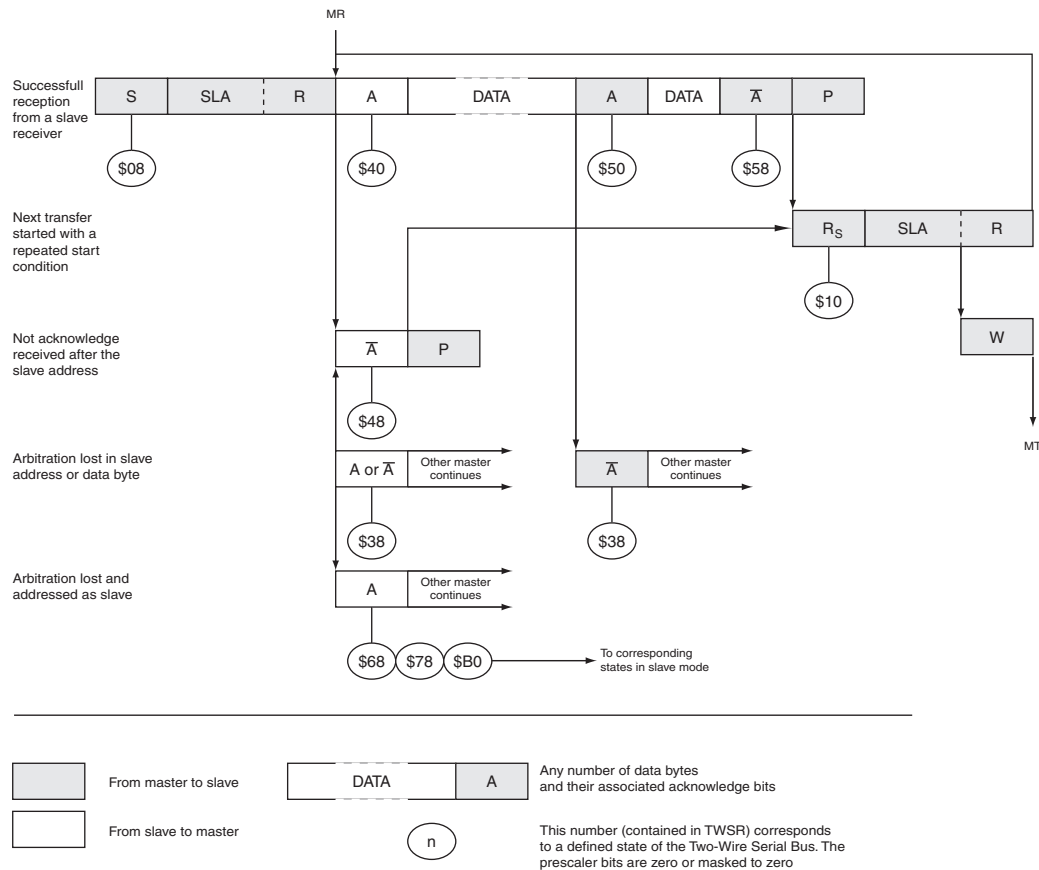 MR
Successfull
reception
from a slave
receiver
S SLA R A DATA A DATA A̅ P
$08 $40 $50 $58
Next transfer
started with a
repeated start
condition
RS SLA R
$10
Not acknowledge
received after the
slave address
A̅ P
W
$48
MT
Arbitration lost in slave
address or data byte
A or A̅ Other master
continues
A̅ Other master
continues
$38 $38
Arbitration lost and
addressed as slave
A Other master
continues
$68 $78 $B0
To corresponding
states in slave mode
From master to slave
DATA A
Any number of data bytes
and their associated acknowledge bits
From slave to master
n
This number (contained in TWSR) corresponds
to a defined state of the Two-Wire Serial Bus. The
prescaler bits are zero or masked to zero